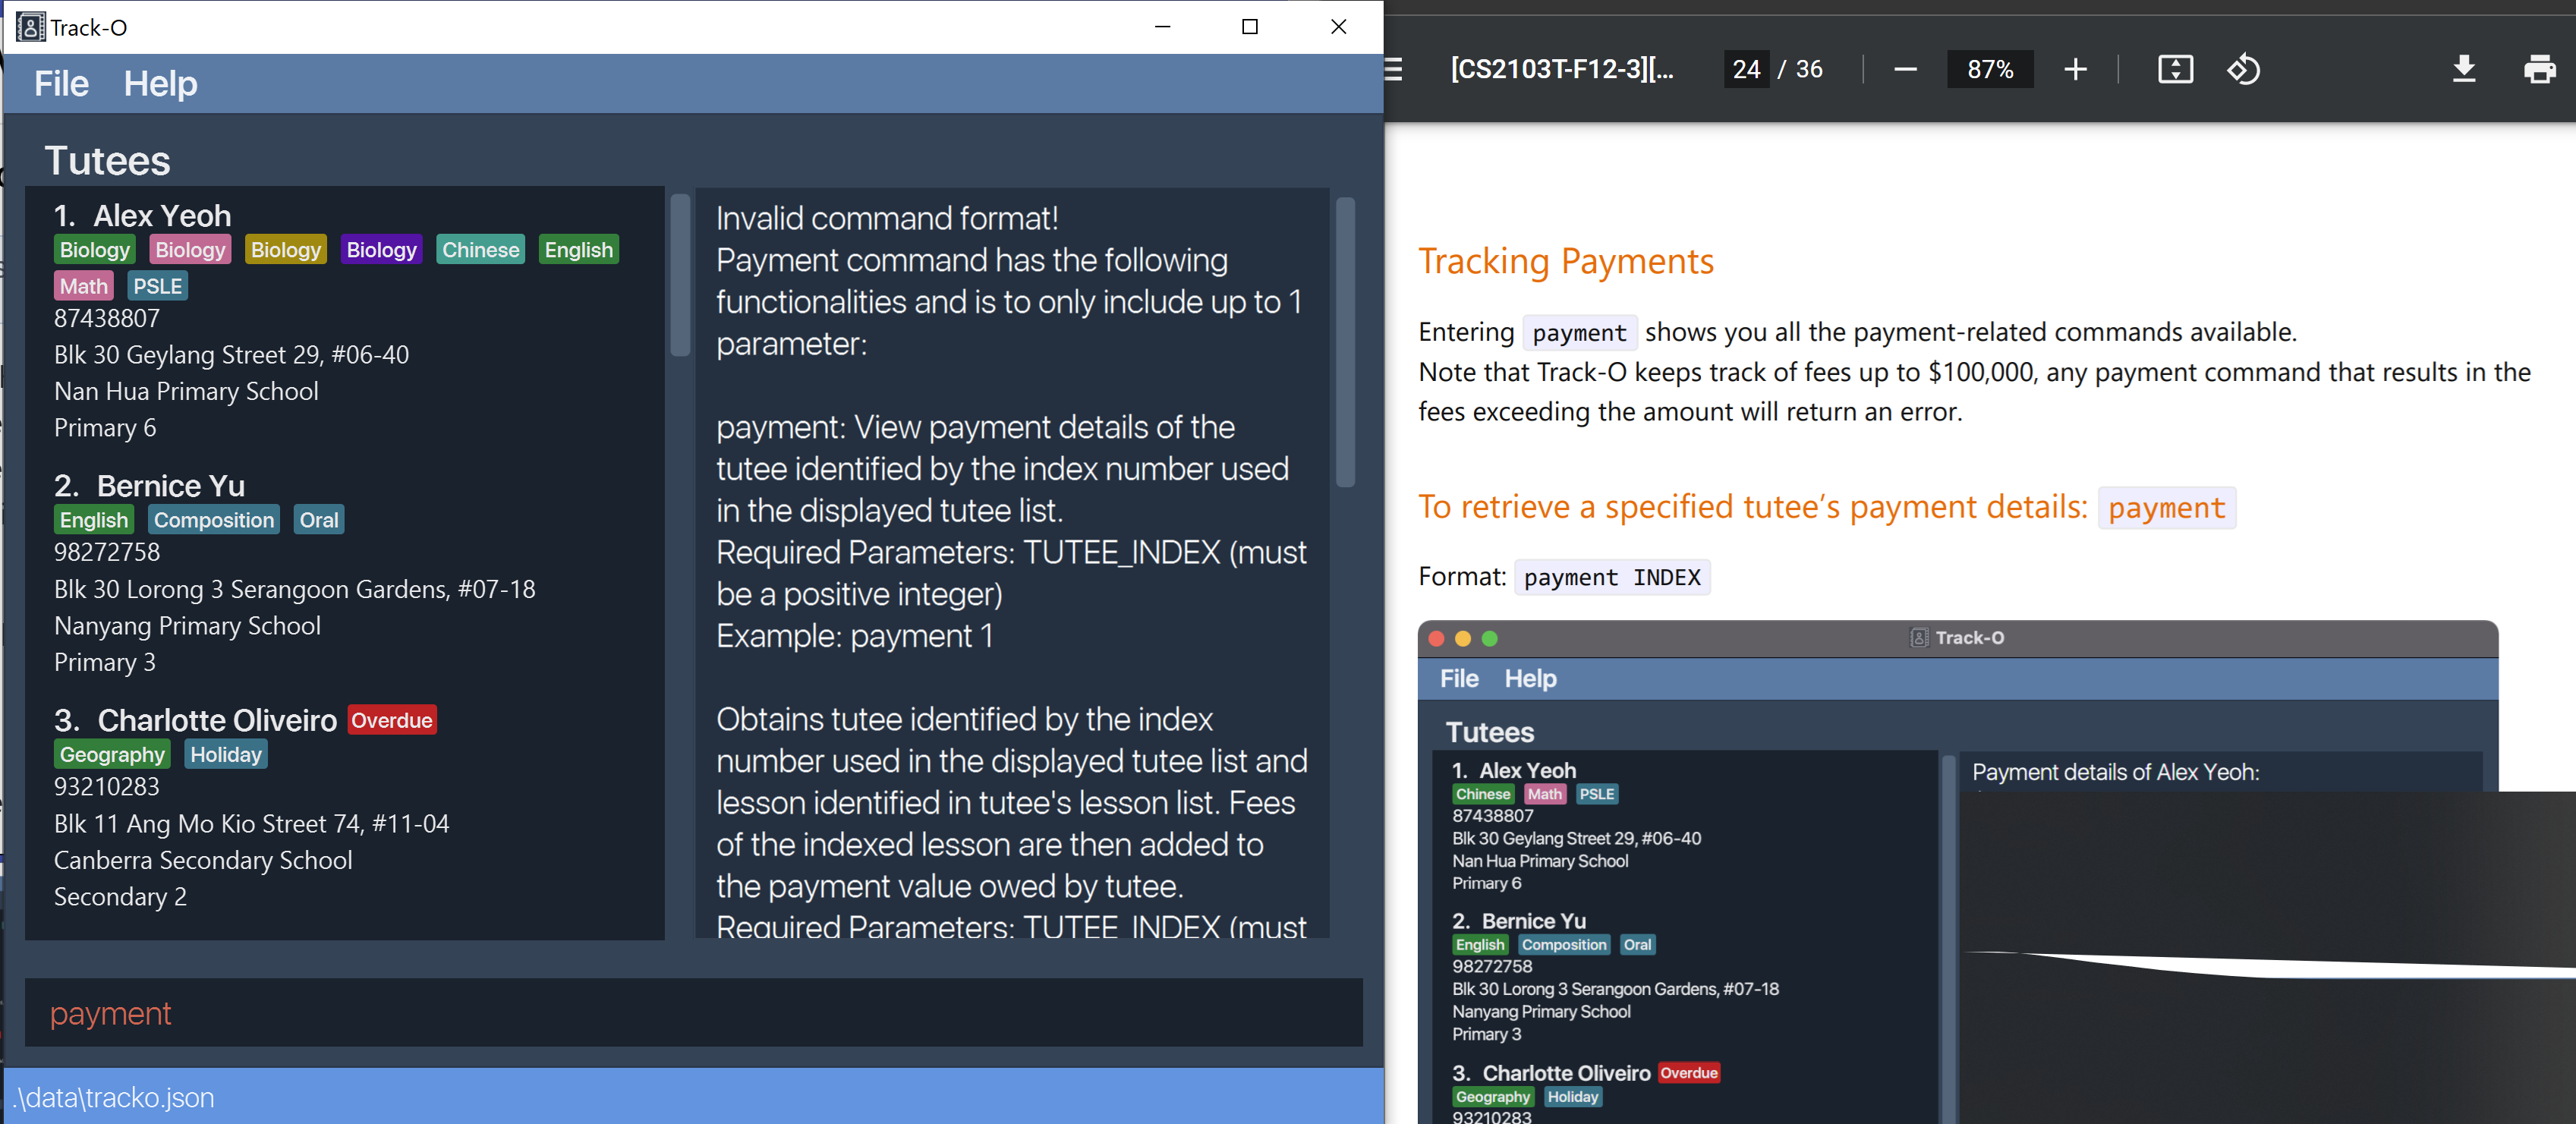 Track-O
File Help
Tutees
1. Alex Yeoh
Biology Biology Biology Biology Chinese English
Math PSLE
87438807
Blk 30 Geylang Street 29, #06-40
Nan Hua Primary School
Primary 6
2. Bernice Yu
English Composition Oral
98272758
Blk 30 Lorong 3 Serangoon Gardens, #07-18
Nanyang Primary School
Primary 3
3. Charlotte Oliveiro Overdue
Geography Holiday
93210283
Blk 11 Ang Mo Kio Street 74, #11-04
Canberra Secondary School
Secondary 2
Invalid command format!
Payment command has the following
functionalities and is to only include up to 1
parameter:
payment: View payment details of the
tutee identified by the index number used
in the displayed tutee list.
Required Parameters: TUTEE_INDEX (must
be a positive integer)
Example: payment 1
Obtains tutee identified by the index
number used in the displayed tutee list and
lesson identified in tutee's lesson list. Fees
of the indexed lesson are then added to
the payment value owed by tutee.
Required Parameters: TUTEE_INDEX (must
payment
.\data\tracko.json
[CS2103T-F12-3][... 24 / 36 87%
Tracking Payments
Entering payment shows you all the payment-related commands available.
Note that Track-O keeps track of fees up to $100,000, any payment command that results in the
fees exceeding the amount will return an error.
To retrieve a specified tutee’s payment details: payment
Format: payment INDEX
Track-O
File Help
Tutees
1. Alex Yeoh
Chinese Math PSLE
87438807
Blk 30 Geylang Street 29, #06-40
Nan Hua Primary School
Primary 6
2. Bernice Yu
English Composition Oral
98272758
Blk 30 Lorong 3 Serangoon Gardens, #07-18
Nanyang Primary School
Primary 3
3. Charlotte Oliveiro Overdue
Geography Holiday
93210283
Payment details of Alex Yeoh: